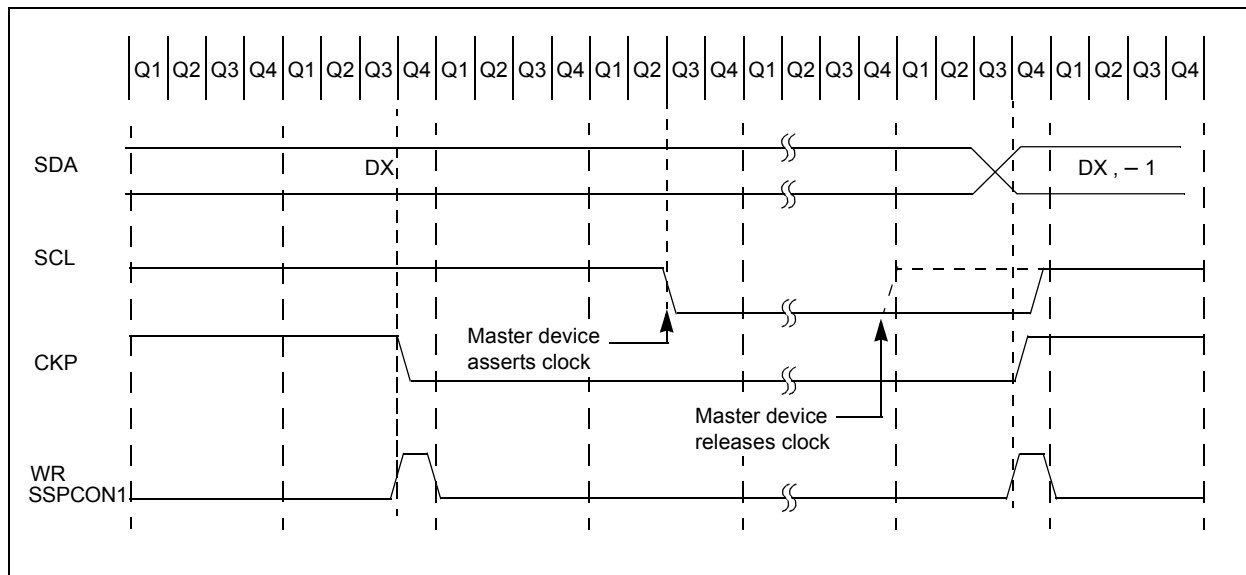 Q1 Q2 Q3 Q4 Q1 Q2 Q3 Q4 Q1 Q2 Q3 Q4 Q1 Q2 Q3 Q4 Q1 Q2 Q3 Q4 Q1 Q2 Q3 Q4 Q1 Q2 Q3 Q4
SDA
DX
DX , – 1
SCL
Master device
asserts clock
CKP
Master device
releases clock
WR
SSPCON1